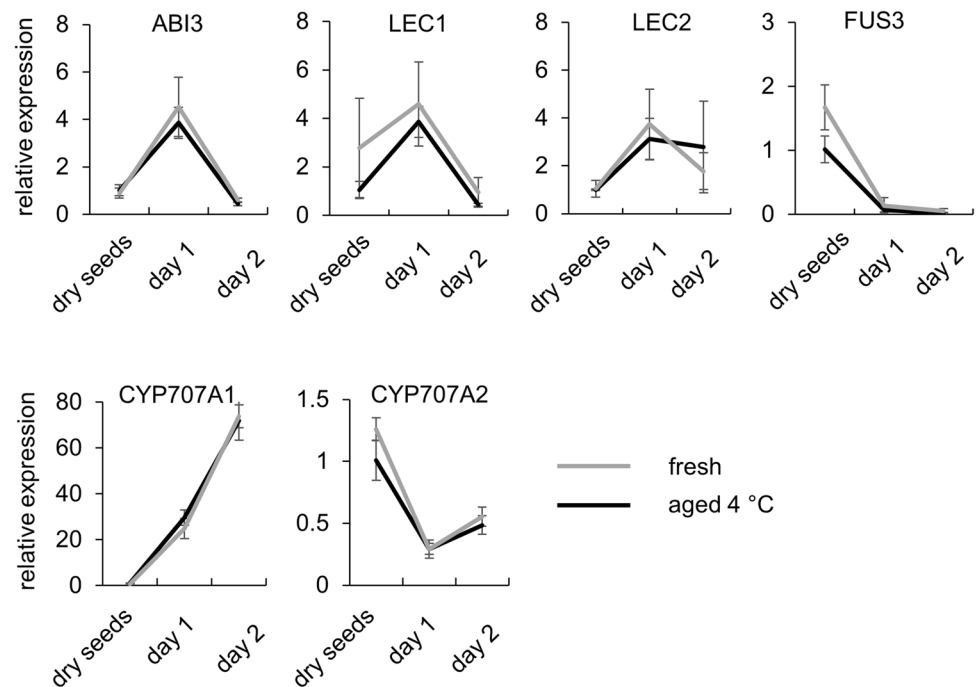 ABI3
relative expression
8
6
4
2
0
dry seeds
day 1
day 2
LEC1
8
6
4
2
0
dry seeds
day 1
day 2
LEC2
8
6
4
2
0
dry seeds
day 1
day 2
FUS3
3
2
1
0
dry seeds
day 1
day 2
CYP707A1
relative expression
80
60
40
20
0
dry seeds
day 1
day 2
CYP707A2
1.5
1
0.5
0
dry seeds
day 1
day 2
fresh
aged 4 °C